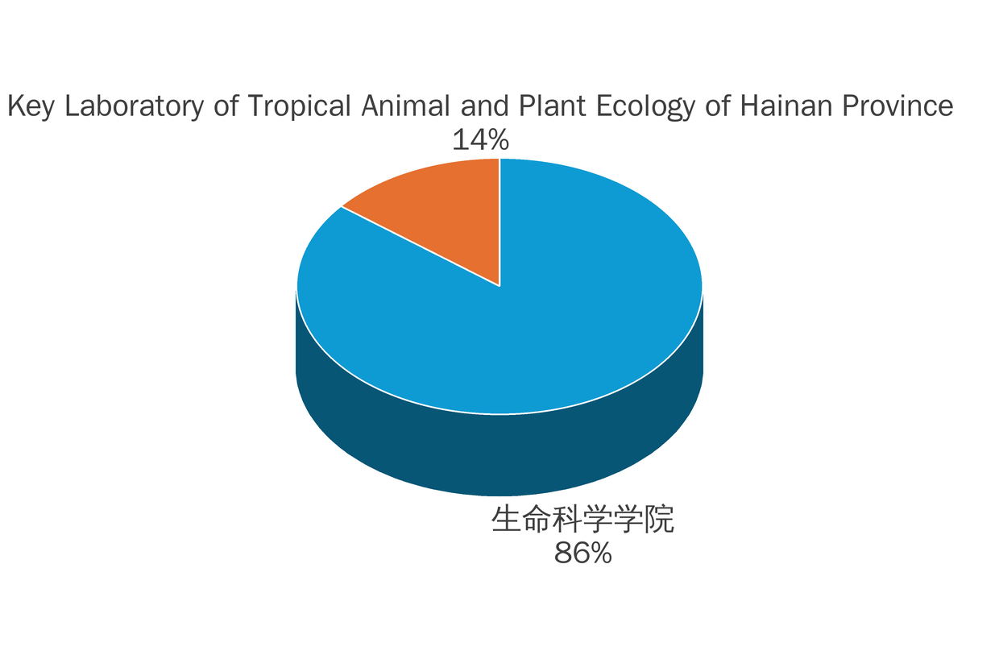 Key Laboratory of Tropical Animal and Plant Ecology of Hainan Province
14%
生命科学学院
86%